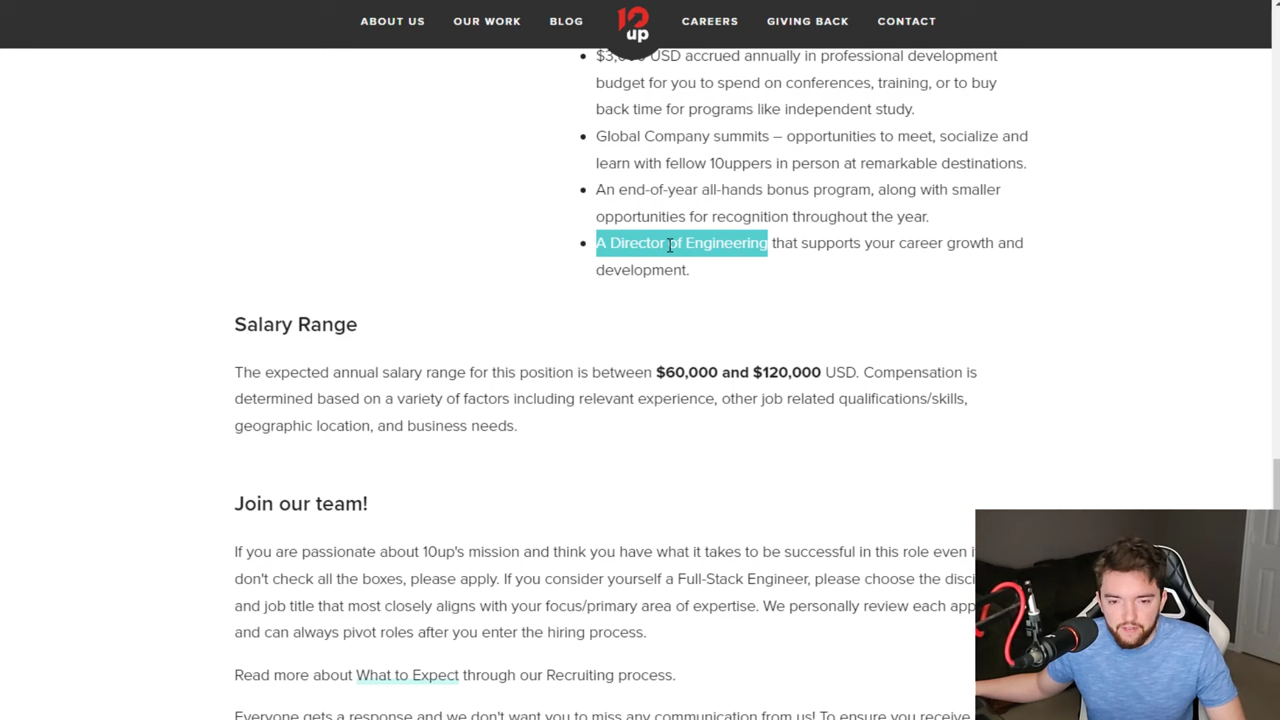 ABOUT US OUR WORK BLOG 10up CAREERS GIVING BACK CONTACT
USD accrued annually in professional development
budget for you to spend on conferences, training, or to buy
back time for programs like independent study.
Global Company summits – opportunities to meet, socialize and
learn with fellow 10uppers in person at remarkable destinations.
An end-of-year all-hands bonus program, along with smaller
opportunities for recognition throughout the year.
A Director of Engineering that supports your career growth and
development.
Salary Range
The expected annual salary range for this position is between $60,000 and $120,000 USD. Compensation is
determined based on a variety of factors including relevant experience, other job related qualifications/skills,
geographic location, and business needs.
Join our team!
If you are passionate about 10up's mission and think you have what it takes to be successful in this role even
don't check all the boxes, please apply. If you consider yourself a Full-Stack Engineer, please choose the
and job title that most closely aligns with your focus/primary area of expertise. We personally review each
and can always pivot roles after you enter the hiring process.
Read more about What to Expect through our Recruiting process.
Everyone gets a response and we don't want you to miss any communication from us! To ensure you receive